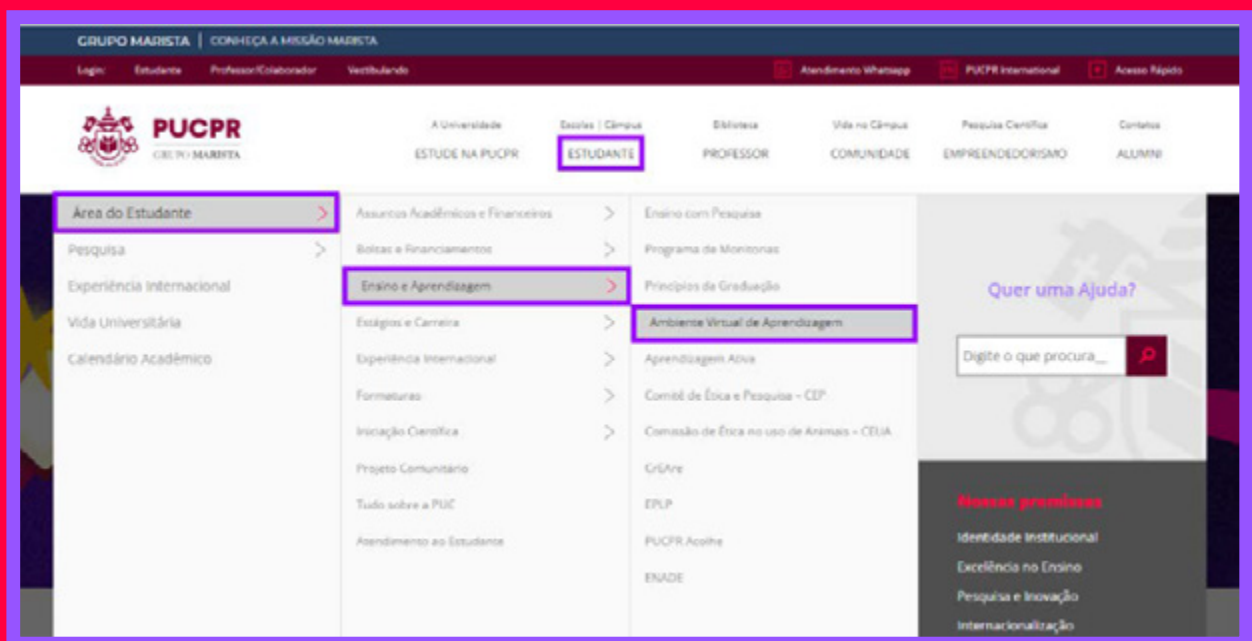 GRUPO MARISTA | CONHEÇA A MISSÃO MARISTA
Login: Estudante Professor/Colaborador Vestibulando Atendimento Whatsapp PUCPR International Acesso Rápido
PUCPR
GRUPO MARISTA
A Universidade Escolas | Câmpus Biblioteca Vida no Câmpus Pesquisa Científica Contatos
ESTUDE NA PUCPR ESTUDANTE PROFESSOR COMUNIDADE EMPREENDEDORISMO ALUMNI
Área do Estudante >
Pesquisa >
Experiência Internacional
Vida Universitária
Calendário Acadêmico
Assuntos Acadêmicos e Financeiros >
Bolsas e Financiamentos >
Ensino e Aprendizagem >
Estágios e Carreira >
Experiência Internacional >
Formaturas >
Iniciação Científica >
Projeto Comunitário
Tudo sobre a PUC
Atendimento ao Estudante
Ensino com Pesquisa
Programa de Monitorias
Princípios da Graduação
Ambiente Virtual de Aprendizagem
Aprendizagem Ativa
Comitê de Ética e Pesquisa – CEP
Comissão de Ética no uso de Animais – CEUA
CrEAre
EPLP
PUCPR Acolhe
ENADE
Quer uma Ajuda?
Digite o que procura__
Nossas premissas
Identidade Institucional
Excelência no Ensino
Pesquisa e Inovação
Internacionalização